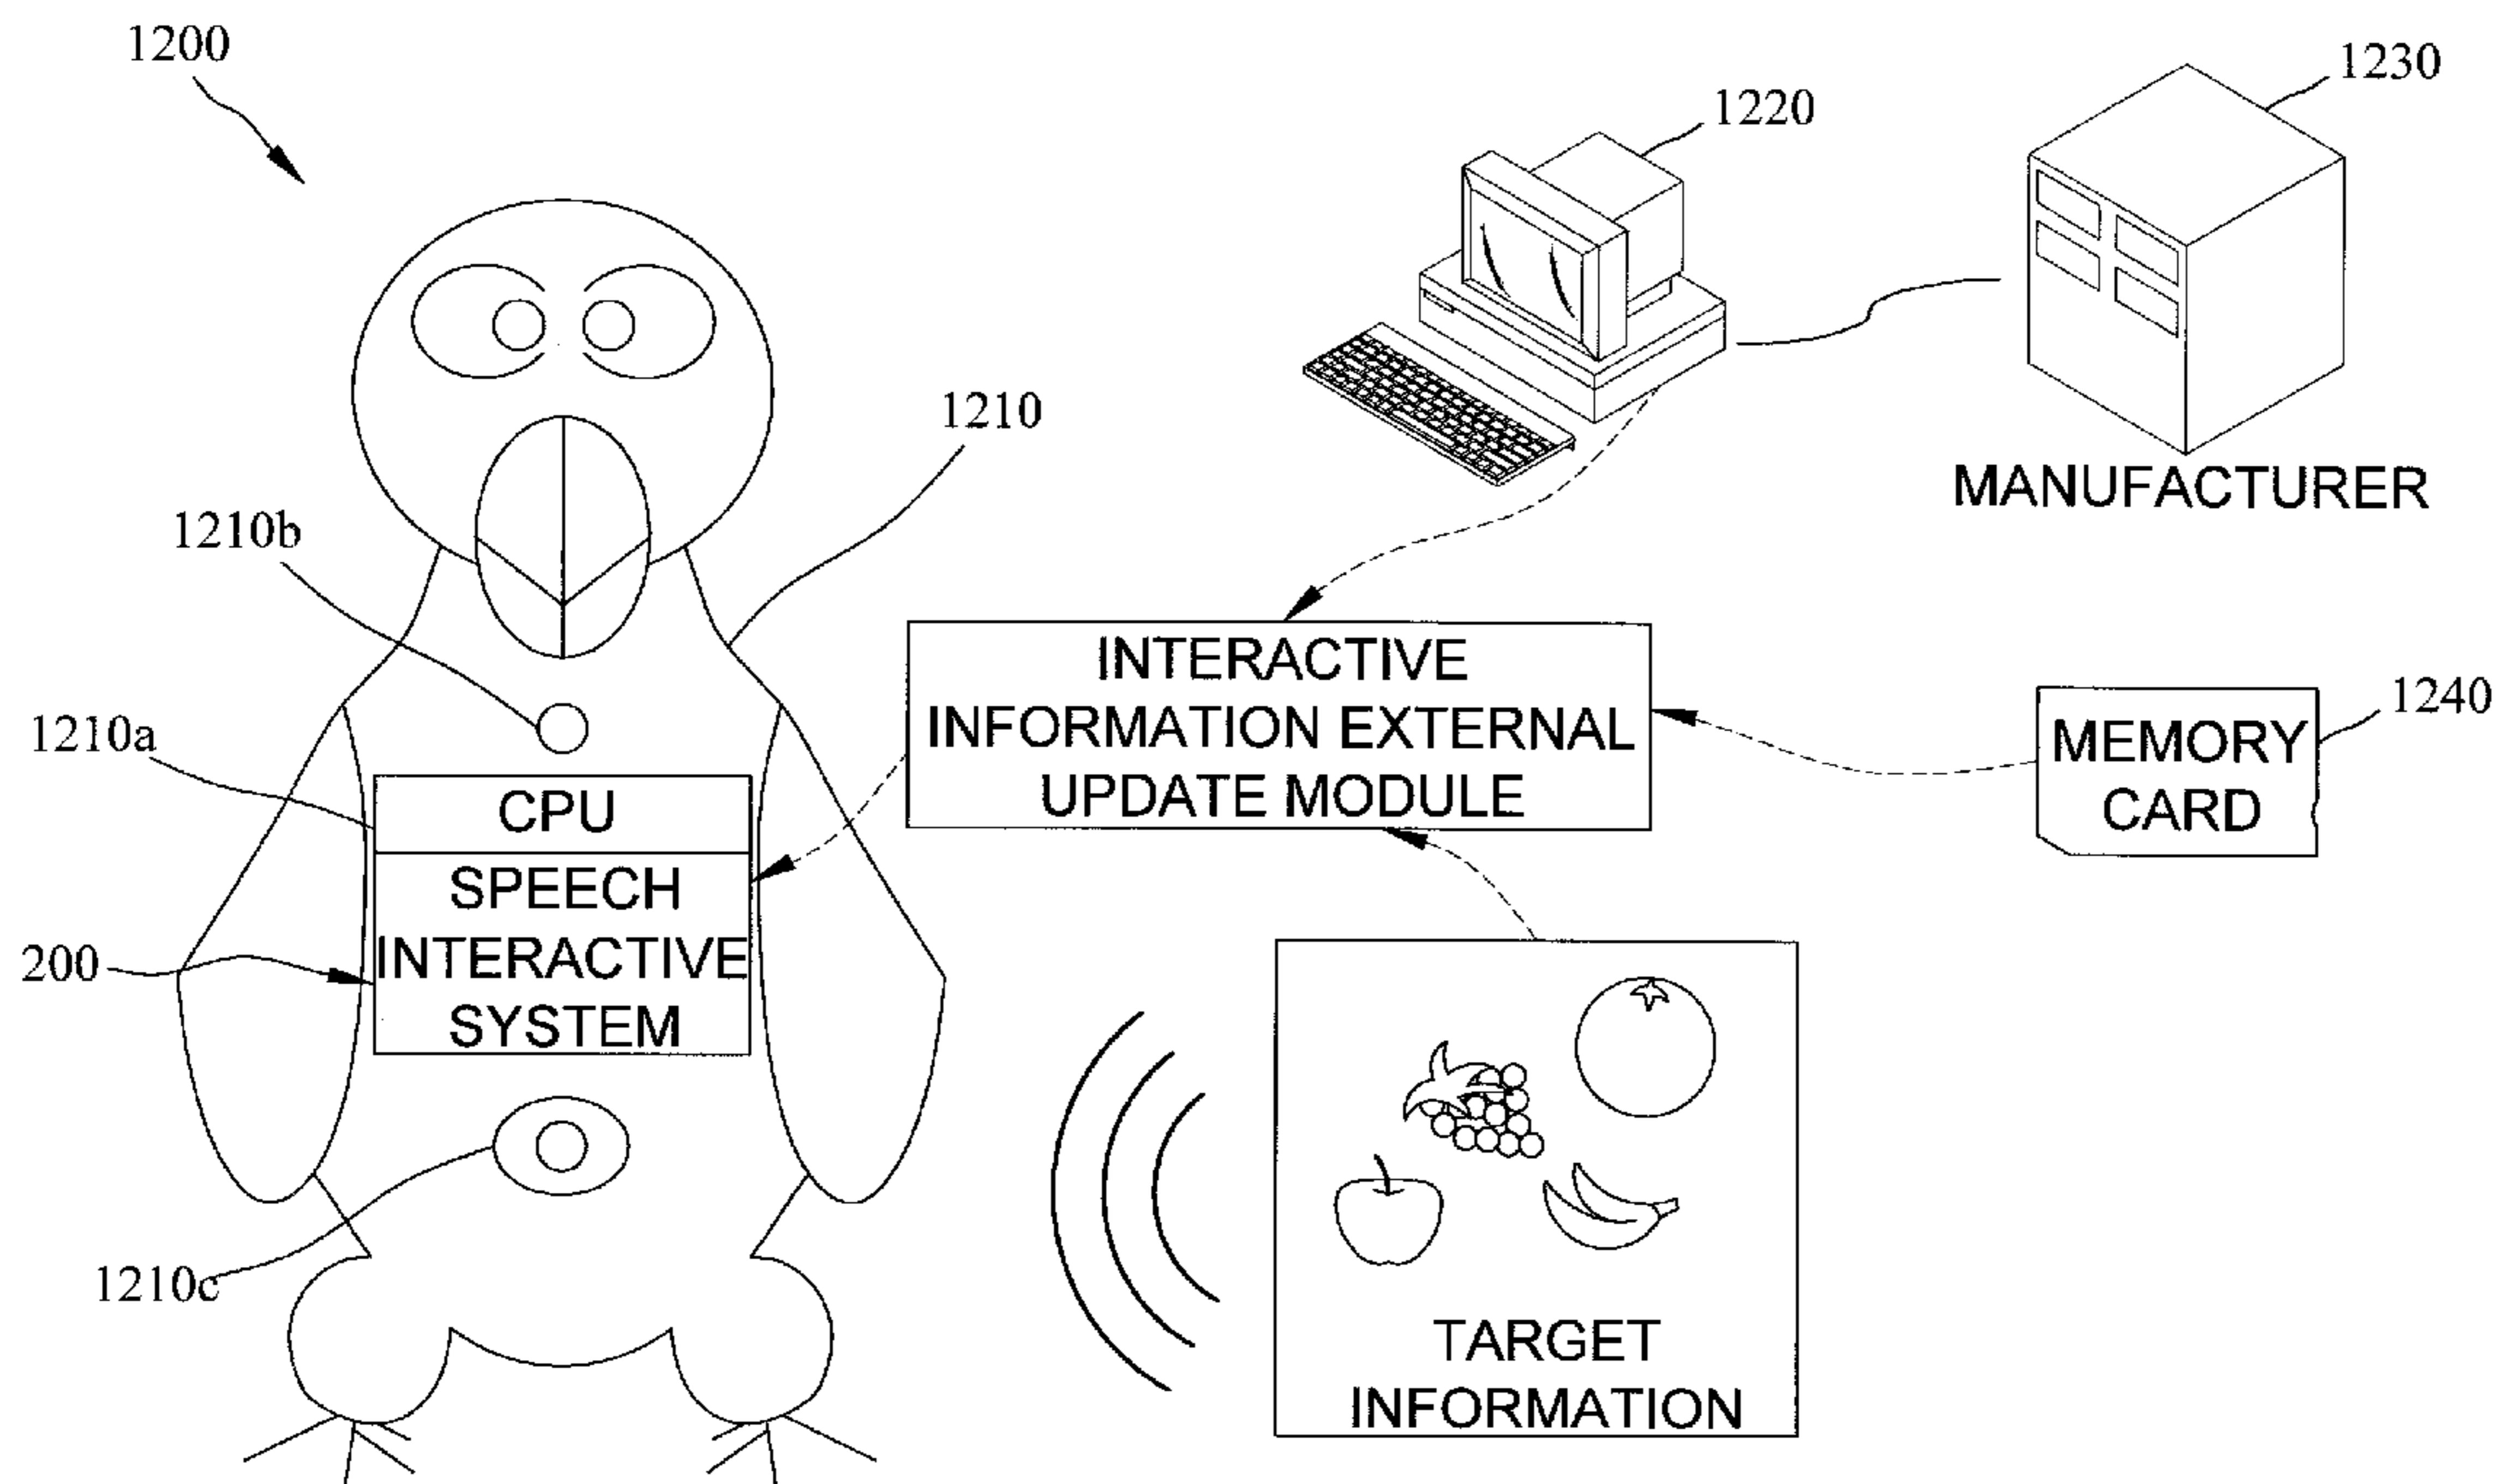 1200
1230
1220
1210
MANUFACTURER
1210b
INTERACTIVE
INFORMATION EXTERNAL
UPDATE MODULE
1240
MEMORY
CARD
1210a
CPU
SPEECH
INTERACTIVE
SYSTEM
200
1210c
TARGET
INFORMATION